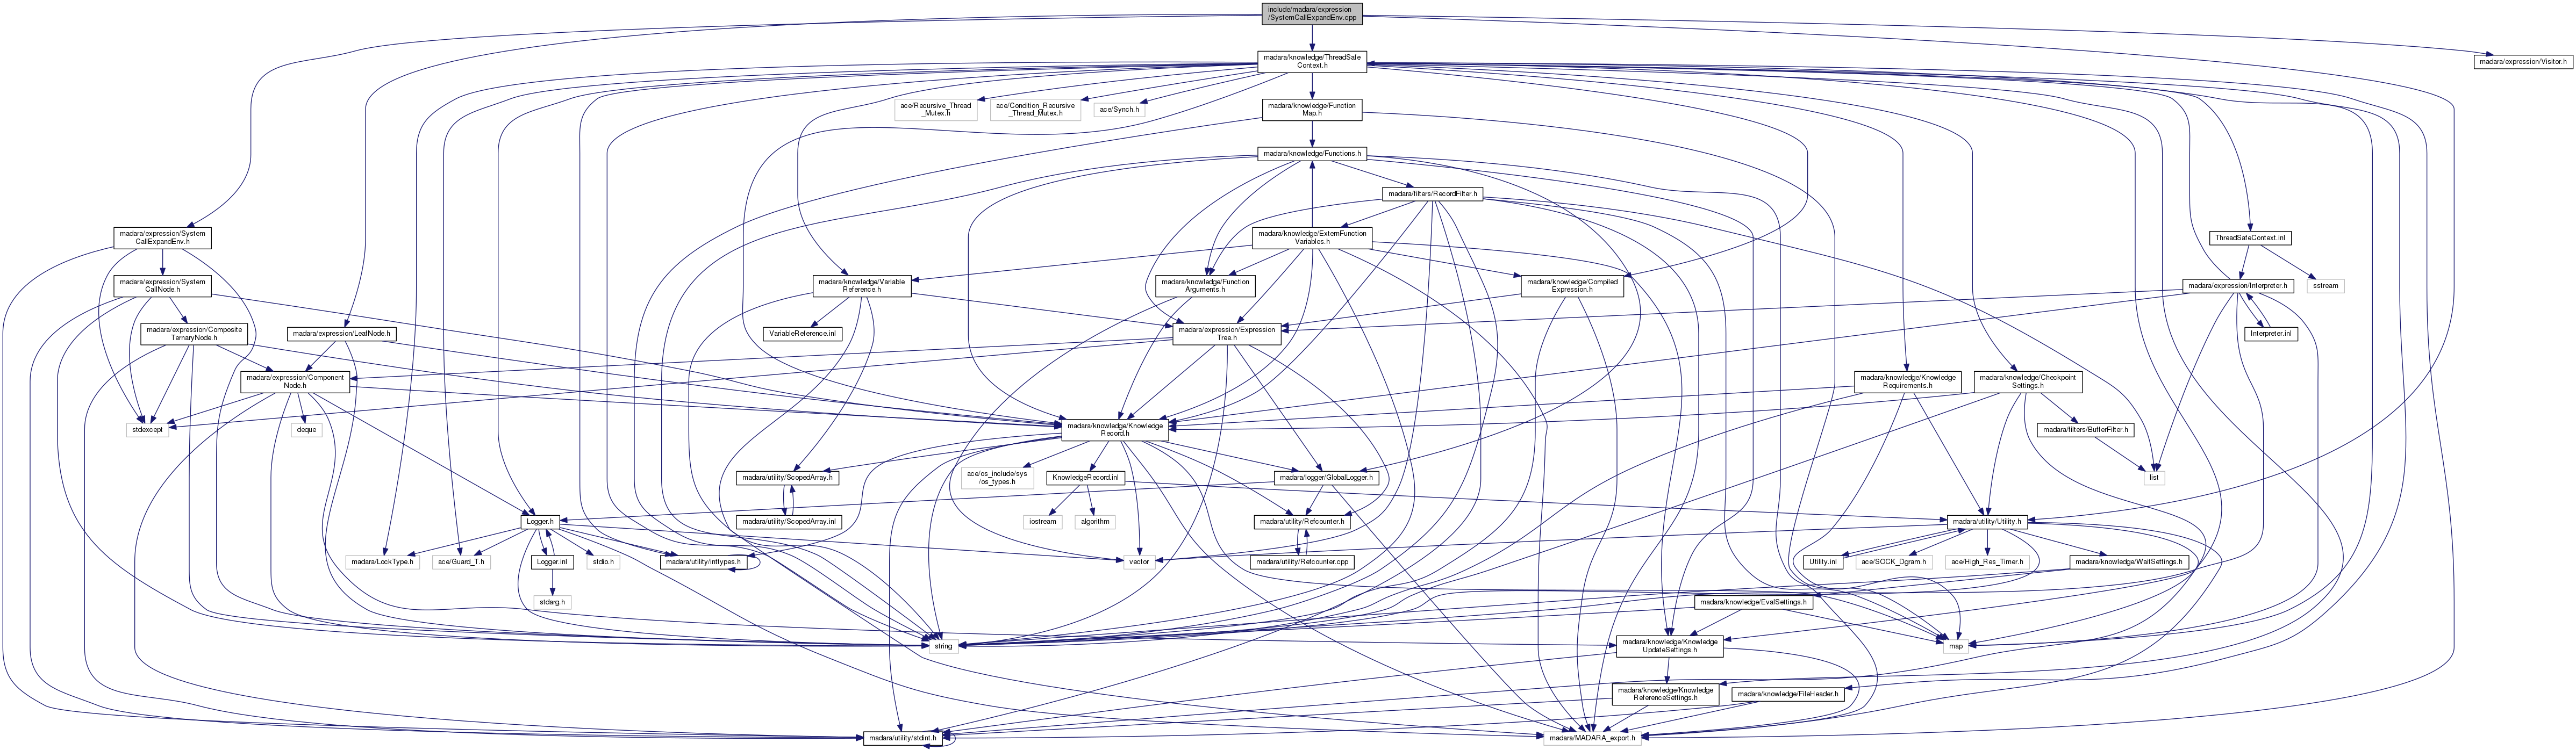 include/madara/expression
/SystemCallExpandEnv.cpp
madara/knowledge/ThreadSafe
Context.h
madara/expression/Visitor.h
ace/Recursive_Thread
_Mutex.h
ace/Condition_Recursive
_Thread_Mutex.h
ace/Synch.h
madara/knowledge/Function
Map.h
madara/knowledge/Functions.h
madara/filters/RecordFilter.h
madara/expression/System
CallExpandEnv.h
madara/knowledge/ExternFunction
Variables.h
ThreadSafeContext.inl
madara/expression/System
CallNode.h
madara/knowledge/Variable
Reference.h
madara/knowledge/Function
Arguments.h
madara/knowledge/Compiled
Expression.h
madara/expression/Interpreter.h
sstream
madara/expression/Composite
TernaryNode.h
madara/expression/LeafNode.h
VariableReference.inl
madara/expression/Expression
Tree.h
Interpreter.inl
madara/expression/Component
Node.h
madara/knowledge/Knowledge
Requirements.h
madara/knowledge/Checkpoint
Settings.h
stdexcept
deque
madara/knowledge/Knowledge
Record.h
madara/filters/BufferFilter.h
madara/utility/ScopedArray.h
ace/os_include/sys
/os_types.h
KnowledgeRecord.inl
madara/logger/GlobalLogger.h
list
Logger.h
madara/utility/ScopedArray.inl
iostream
algorithm
madara/utility/Refcounter.h
madara/utility/Utility.h
madara/LockType.h
ace/Guard_T.h
Logger.inl
stdio.h
madara/utility/inttypes.h
vector
madara/utility/Refcounter.cpp
Utility.inl
ace/SOCK_Dgram.h
ace/High_Res_Timer.h
madara/knowledge/WaitSettings.h
stdarg.h
madara/knowledge/EvalSettings.h
string
madara/knowledge/Knowledge
UpdateSettings.h
map
madara/knowledge/Knowledge
ReferenceSettings.h
madara/knowledge/FileHeader.h
madara/utility/stdint.h
madara/MADARA_export.h